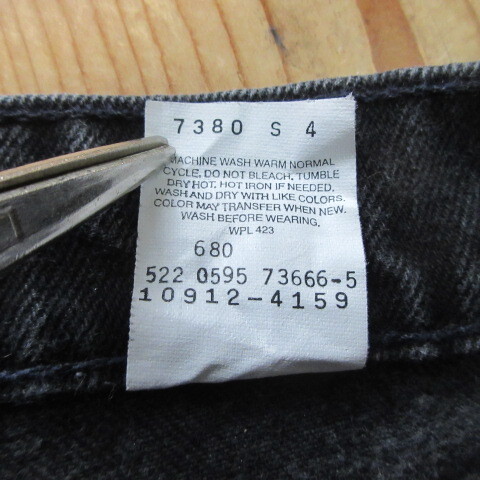 7380 S 4
MACHINE WASH WARM NORMAL
CYCLE. DO NOT BLEACH. TUMBLE
DRY HOT. HOT IRON IF NEEDED.
WASH AND DRY WITH LIKE COLORS.
COLOR MAY TRANSFER WHEN NEW.
WASH BEFORE WEARING.
WPL 423
680
522 0595 73666-5
10912-4159